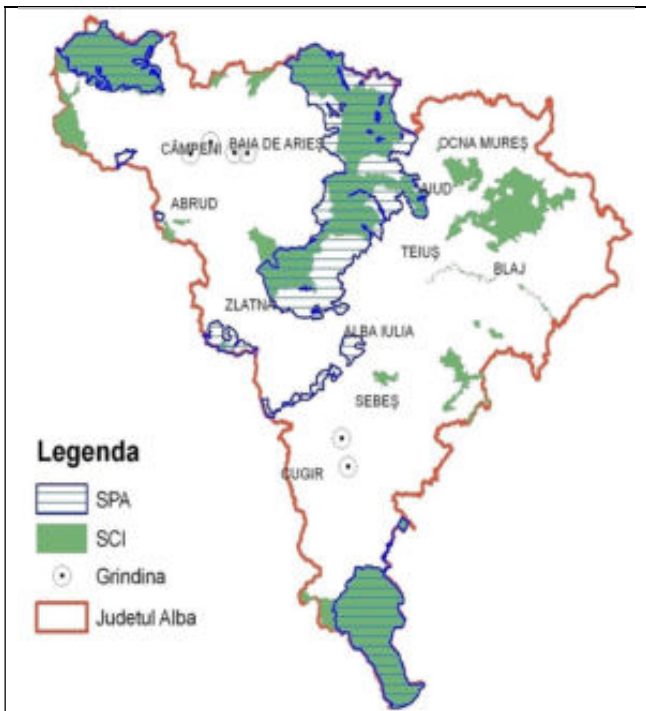 CÂMPENI
BAIA DE ARIEȘ
OCNA MUREȘ
AIUD
ABRUD
TEIUȘ
BLAJ
ZLATNA
ALBA IULIA
SEBEȘ
CUGIR
Legenda
SPA
SCI
Grindina
Judetul Alba